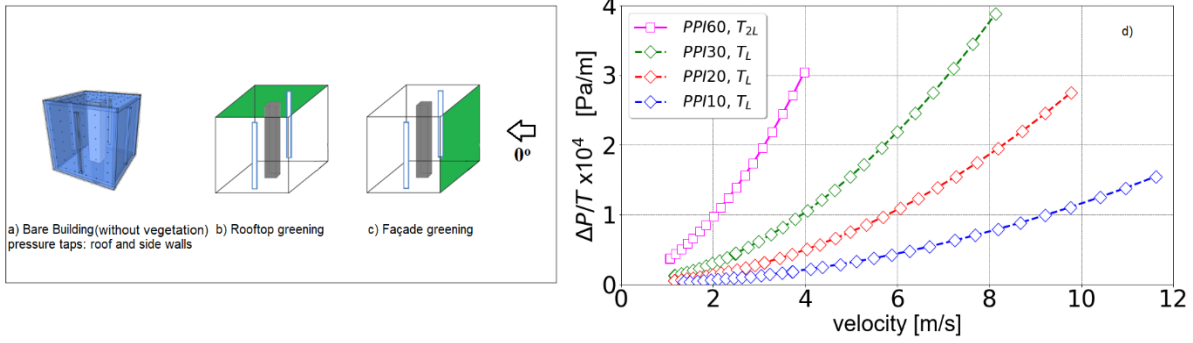 0º
a) Bare Building(without vegetation)
pressure taps: roof and side walls
b) Rooftop greening
c) Façade greening
d)
PPI60, T2L
PPI30, TL
PPI20, TL
PPI10, TL
ΔP/T x10⁴ [Pa/m]
4
3
2
1
0
0 2 4 6 8 10 12
velocity [m/s]